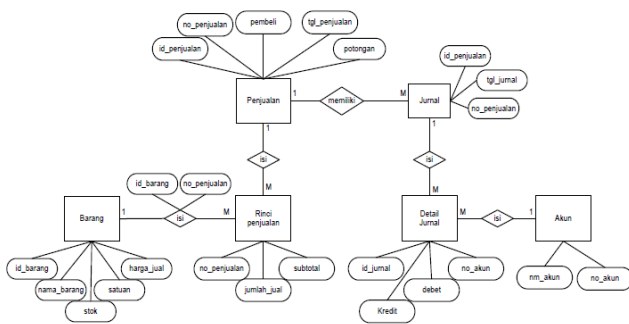 pembeli
no_penjualan
tgl_penjualan
id_penjualan
potongan
id_penjualan
Penjualan
1
memiliki
M
Jurnal
tgl_jurnal
no_penjualan
1
1
isi
isi
id_barang
no_penjualan
M
M
Barang
1
isi
M
Rinci
penjualan
Detail
Jurnal
M
isi
1
Akun
id_barang
harga_jual
no_penjualan
subtotal
id_jurnal
no_akun
nm_akun
no_akun
nama_barang
satuan
jumlah_jual
debet
stok
Kredit